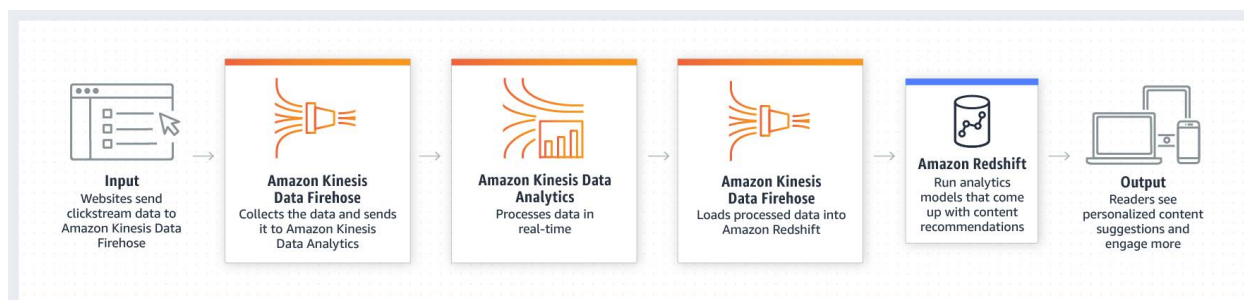 Input
Websites send
clickstream data to
Amazon Kinesis Data
Firehose
Amazon Kinesis
Data Firehose
Collects the data and sends
it to Amazon Kinesis
Data Analytics
Amazon Kinesis Data
Analytics
Processes data in
real-time
Amazon Kinesis
Data Firehose
Loads processed data into
Amazon Redshift
Amazon Redshift
Run analytics
models that come
up with content
recommendations
Output
Readers see
personalized content
suggestions and
engage more